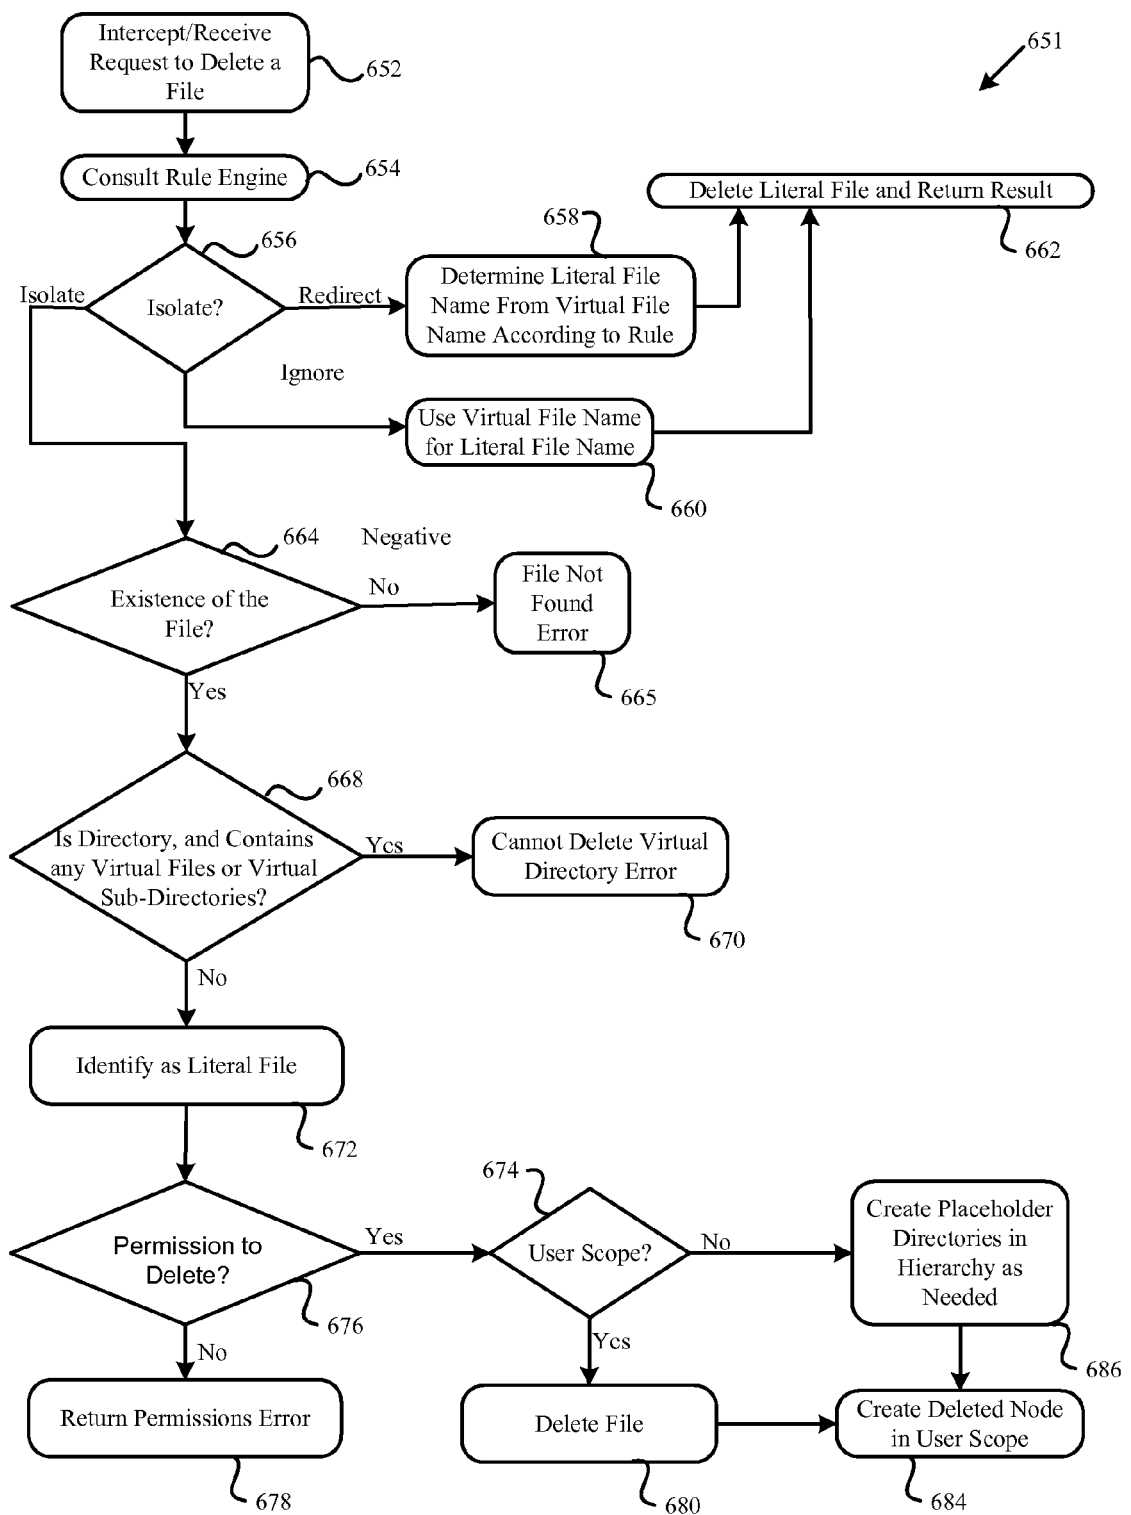 Intercept/Receive
Request to Delete a
File
652
651
Consult Rule Engine
654
Delete Literal File and Return Result
662
656
658
Isolate
Isolate?
Redirect
Determine Literal File
Name From Virtual File
Name According to Rule
Ignore
Use Virtual File Name
for Literal File Name
660
664
Negative
Existence of the
File?
No
File Not
Found
Error
665
Yes
668
Is Directory, and Contains
any Virtual Files or Virtual
Sub-Directories?
Yes
Cannot Delete Virtual
Directory Error
670
No
Identify as Literal File
672
674
Permission to
Delete?
676
Yes
User Scope?
No
Create Placeholder
Directories in
Hierarchy as
Needed
686
No
Yes
Return Permissions Error
678
Delete File
680
Create Deleted Node
in User Scope
684